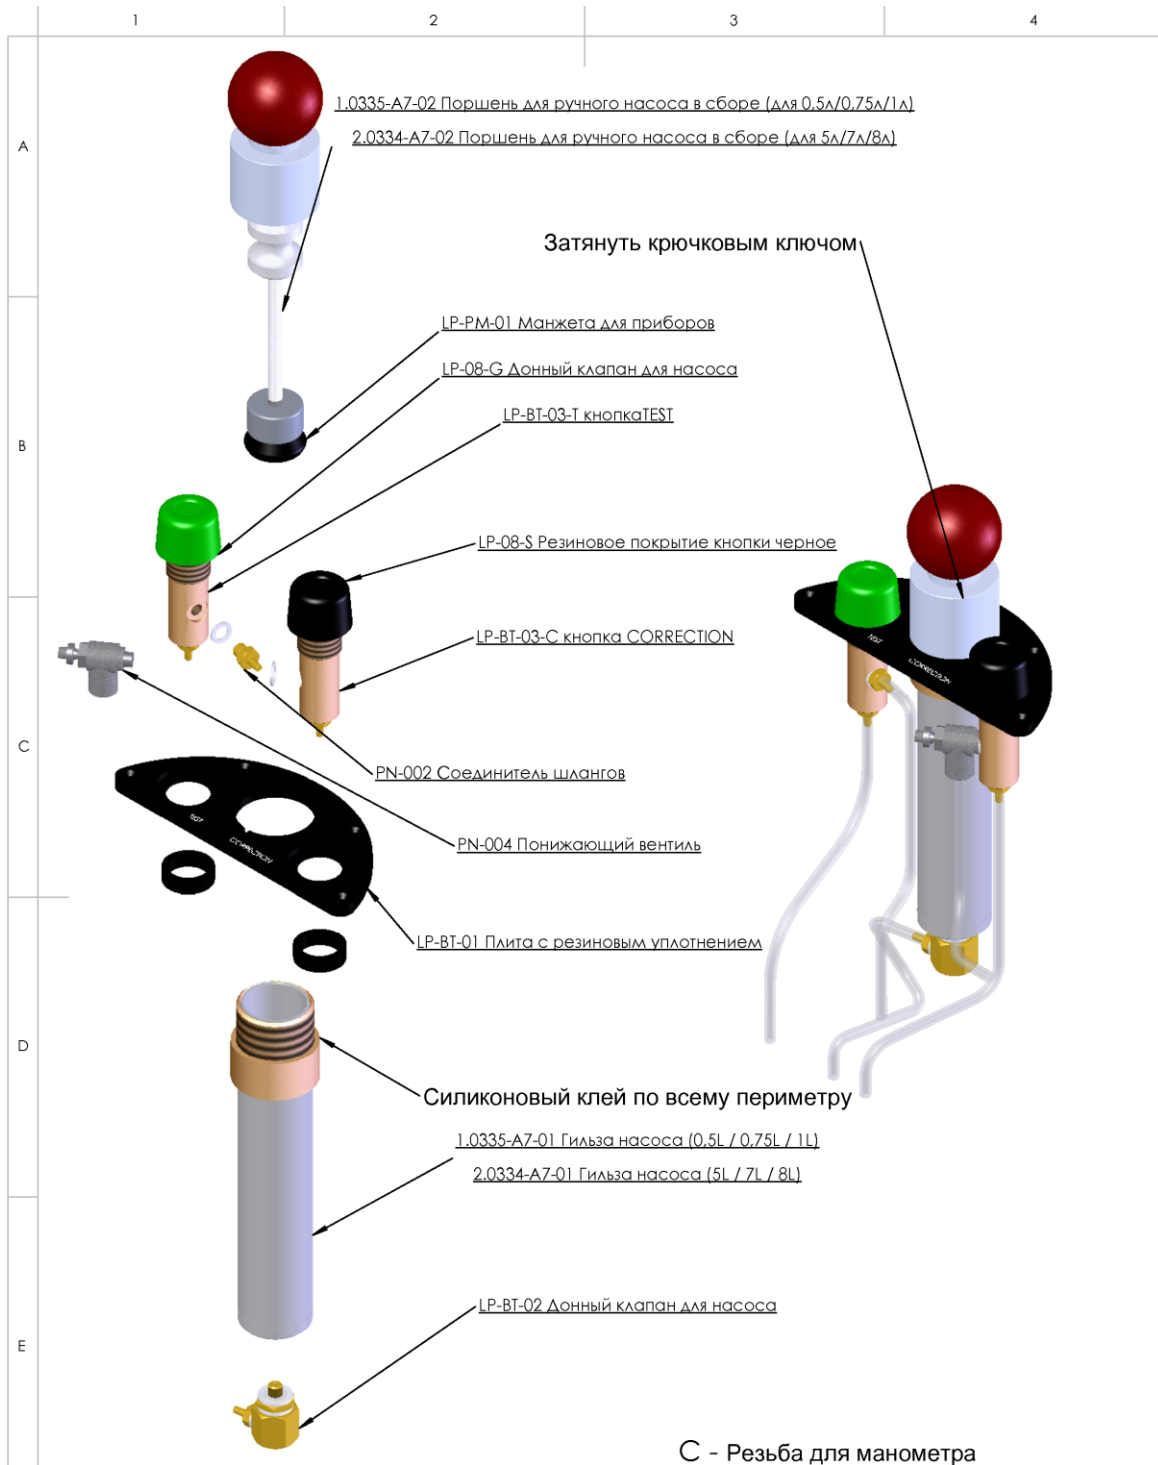 1 2 3 4
A
1.0335-A7-02 Поршень для ручного насоса в сборе (для 0,5л/0,75л/1л)
2.0334-A7-02 Поршень для ручного насоса в сборе (для 5л/7л/8л)
Затянуть крючковым ключом
LP-PM-01 Манжета для приборов
LP-08-G Донный клапан для насоса
LP-BT-03-T кнопкаTEST
B
LP-08-S Резиновое покрытие кнопки черное
LP-BT-03-C кнопка CORRECTION
TEST
CORRECTION
C
PN-002 Соединитель шлангов
TEST
CORRECTION
PN-004 Понижающий вентиль
LP-BT-01 Плита с резиновым уплотнением
D
Силиконовый клей по всему периметру
1.0335-A7-01 Гильза насоса (0,5L / 0,75L / 1L)
2.0334-A7-01 Гильза насоса (5L / 7L / 8L)
LP-BT-02 Донный клапан для насоса
E
C - Резьба для манометра